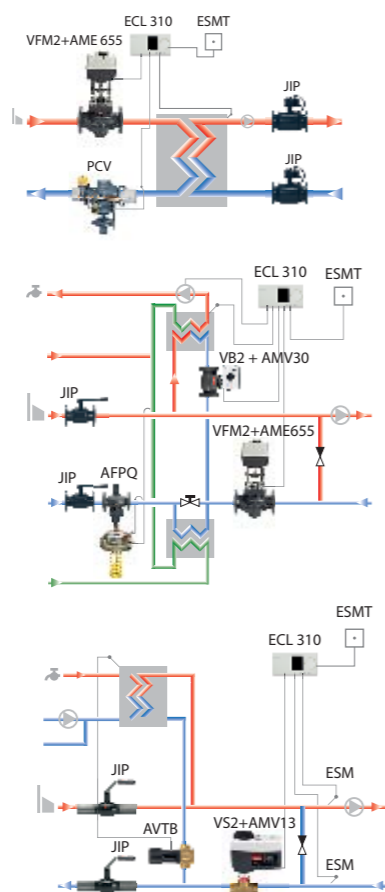 ECL 310
ESMT
VFM2+AME 655
JIP
PCV
JIP
ECL 310
ESMT
VB2 + AMV30
JIP
VFM2+AME655
JIP
AFPQ
ESMT
ECL 310
JIP
ESM
AVTB
VS2+AMV13
JIP
ESM